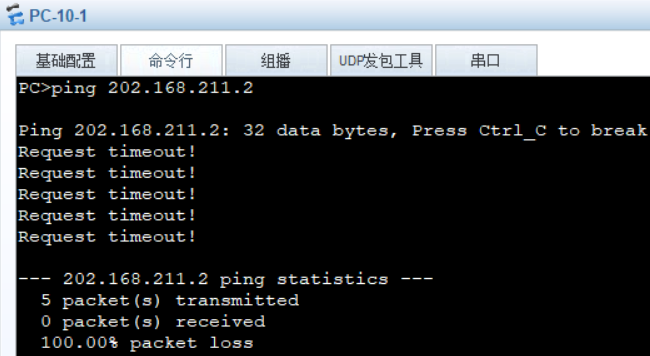 PC-10-1
基础配置 命令行 组播 UDP发包工具 串口
PC>ping 202.168.211.2
Ping 202.168.211.2: 32 data bytes, Press Ctrl_C to break
Request timeout!
Request timeout!
Request timeout!
Request timeout!
Request timeout!
--- 202.168.211.2 ping statistics ---
5 packet(s) transmitted
0 packet(s) received
100.00% packet loss